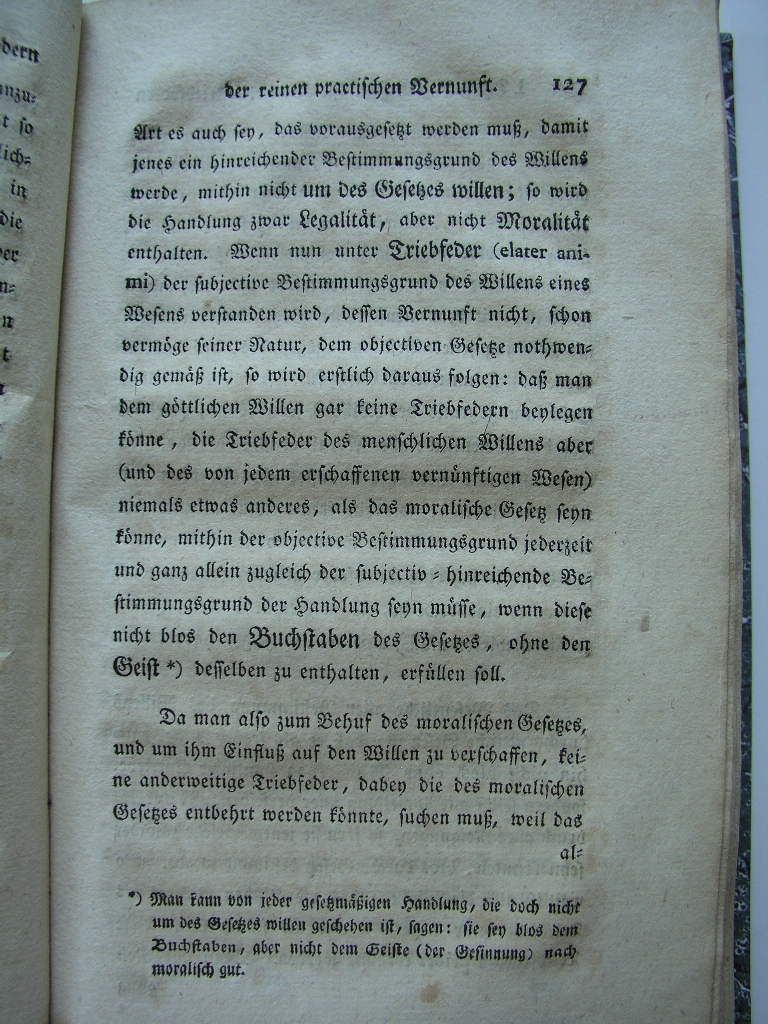 dern
nzu=
t so
lich=
in
die
er
n=
n
t
der reinen practischen Vernunft. 127
Art es auch sey, das vorausgesetzt werden muß, damit
jenes ein hinreichender Bestimmungsgrund des Willens
werde, mithin nicht um des Gesetzes willen; so wird
die Handlung zwar Legalität, aber nicht Moralität
enthalten. Wenn nun unter Triebfeder (elater ani-
mi) der subjective Bestimmungsgrund des Willens eines
Wesens verstanden wird, dessen Vernunft nicht, schon
vermöge seiner Natur, dem objectiven Gesetze nothwen=
dig gemäß ist, so wird erstlich daraus folgen: daß man
dem göttlichen Willen gar keine Triebfedern beylegen
könne, die Triebfeder des menschlichen Willens aber
(und des von jedem erschaffenen vernünftigen Wesen)
niemals etwas anderes, als das moralische Gesetz seyn
könne, mithin der objective Bestimmungsgrund jederzeit
und ganz allein zugleich der subjectiv = hinreichende Be=
stimmungsgrund der Handlung seyn müsse, wenn diese
nicht blos den Buchstaben des Gesetzes, ohne den
Geist *) desselben zu enthalten, erfüllen soll.
Da man also zum Behuf des moralischen Gesetzes,
und um ihm Einfluß auf den Willen zu verschaffen, kei=
ne anderweitige Triebfeder, dabey die des moralischen
Gesetzes entbehrt werden könnte, suchen muß, weil das
al=
*) Man kann von jeder gesetzmäßigen Handlung, die doch nicht
um des Gesetzes willen geschehen ist, sagen: sie sey blos dem
Buchstaben, aber nicht dem Geiste (der Gesinnung) nach
moralisch gut.